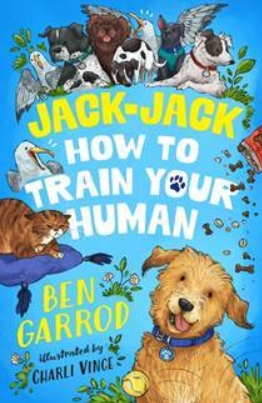 JACK-JACK
HOW TO
TRAIN YOUR
HUMAN
BEN
GARROD
illustrated by
CHARLI VINCE